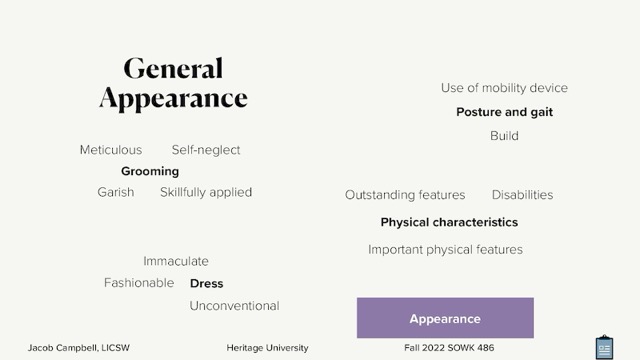 General
Appearance
Meticulous Self-neglect
Grooming
Garish Skillfully applied
Immaculate
Fashionable Dress
Unconventional
Use of mobility device
Posture and gait
Build
Outstanding features Disabilities
Physical characteristics
Important physical features
Appearance
Jacob Campbell, LICSW Heritage University Fall 2022 SOWK 486